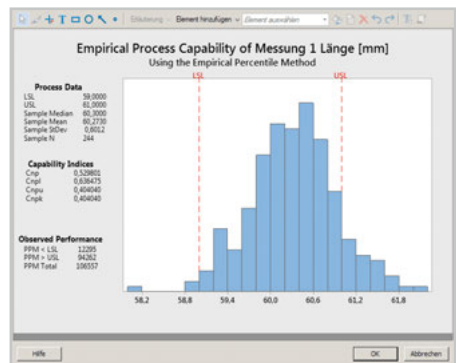 Erläuterung
Element hinzufügen
Element auswählen
Empirical Process Capability of Messung 1 Länge [mm]
Using the Empirical Percentile Method
LSL USL
Process Data
LSL 59,0000
USL 61,0000
Sample Median 60,3000
Sample Mean 60,2730
Sample StDev 0,6012
Sample N 244
Capability Indices
Cnp 0,529801
Cnpl 0,636475
Cnpu 0,404040
Cnpk 0,404040
Observed Performance
PPM < LSL 12295
PPM > USL 94262
PPM Total 106557
58,2 58,8 59,4 60,0 60,6 61,2 61,8
Hilfe OK Abbrechen